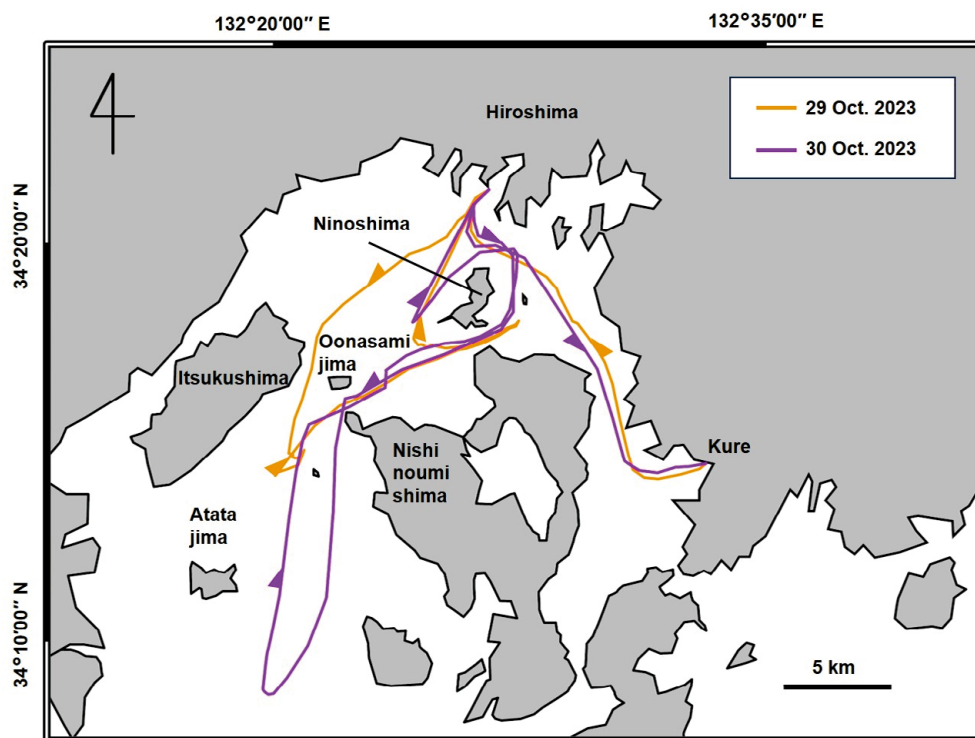 132°20′00″ E
132°35′00″ E
Hiroshima
29 Oct. 2023
30 Oct. 2023
Ninoshima
34°20′00″ N
Oonasami
jima
Itsukushima
Nishi
noumi
shima
Kure
Atata
jima
34°10′00″ N
5 km